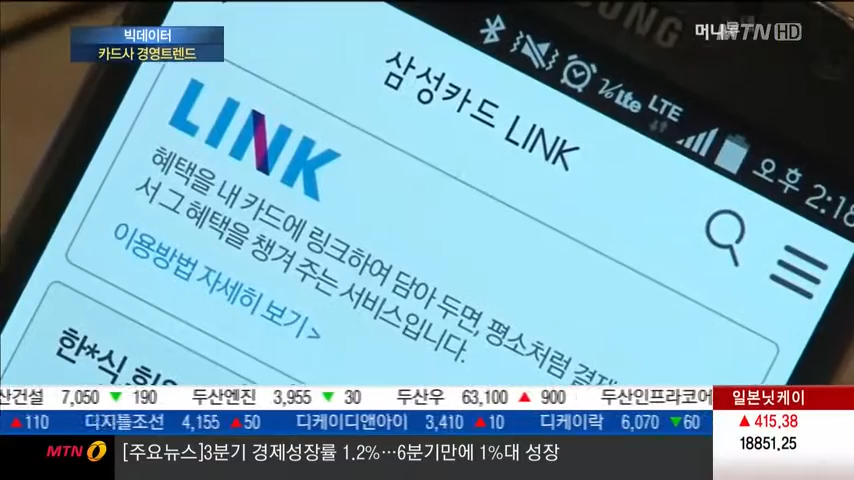 빅데이터
카드사 경영트렌드
머니 MTN HD
SUNG
LTE
LTE
오후 2:18
삼성카드 LINK
LINK
혜택을 내 카드에 링크하여 담아 두면, 평소처럼 결제
서 그 혜택을 챙겨 주는 서비스입니다.
이용방법 자세히 보기>
한*식
산건설 7,050 ▼ 190 두산엔진 3,955 ▼ 30 두산우 63,100 ▲ 900 두산인프라코어
▲110 디지틀조선 4,155 ▲50 디케이디앤아이 3,410 ▲10 디케이락 6,070 ▼60
일본닛케이
▲ 415.38
18851.25
MTN [주요뉴스]3분기 경제성장률 1.2%…6분기만에 1%대 성장